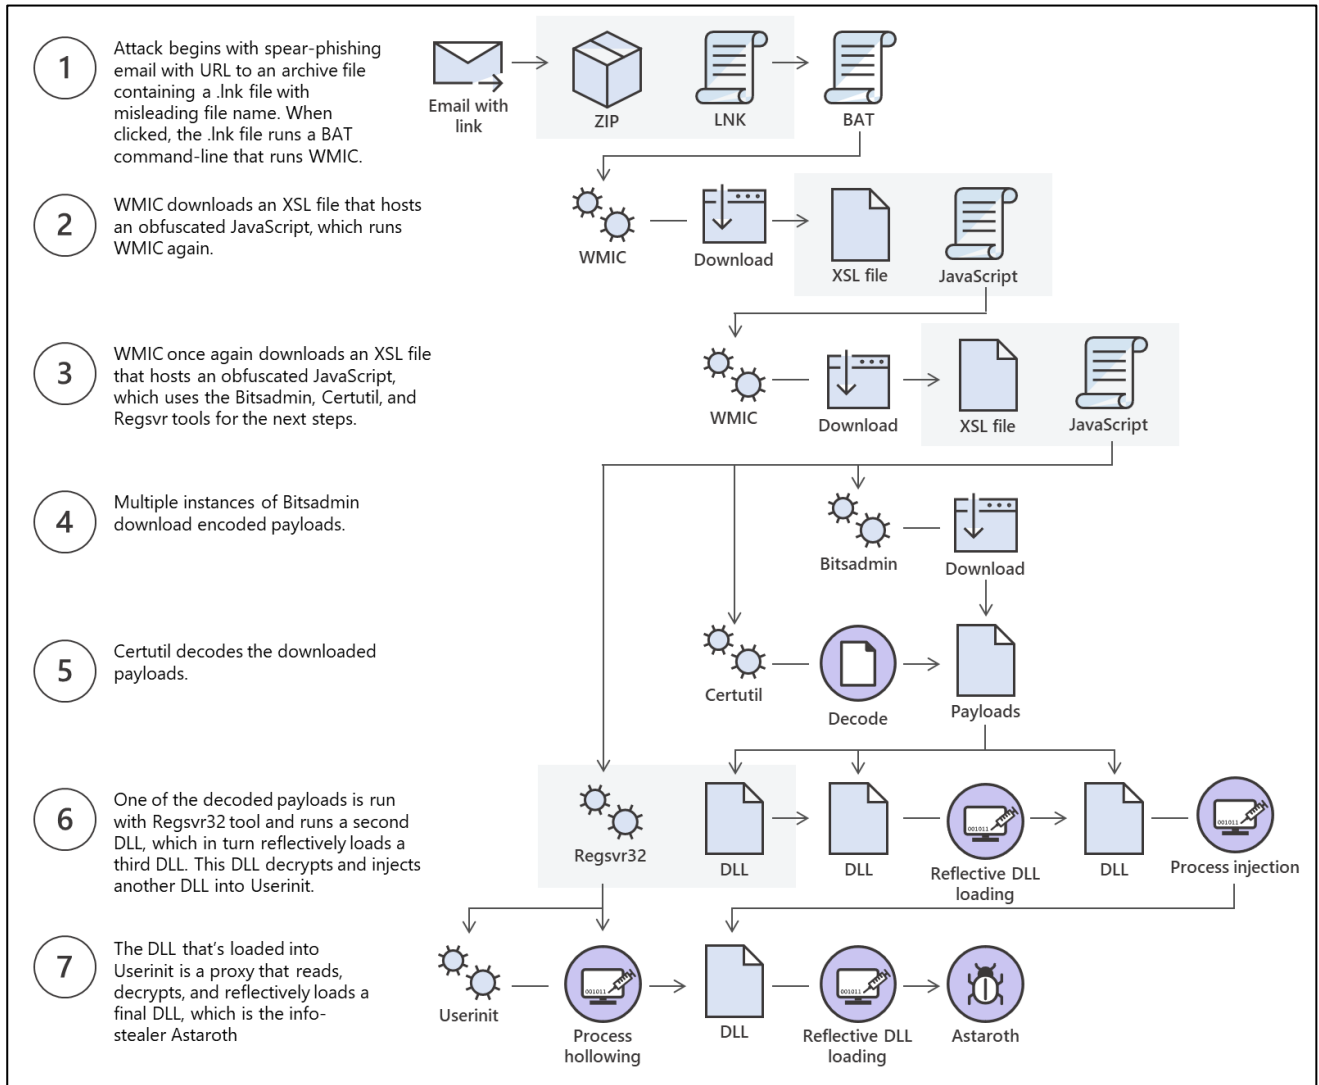 1
Attack begins with spear-phishing
email with URL to an archive file
containing a .lnk file with
misleading file name. When
clicked, the .lnk file runs a BAT
command-line that runs WMIC.
Email with
link
ZIP
LNK
BAT
2
WMIC downloads an XSL file that hosts
an obfuscated JavaScript, which runs
WMIC again.
WMIC
Download
XSL file
JavaScript
3
WMIC once again downloads an XSL file
that hosts an obfuscated JavaScript,
which uses the Bitsadmin, Certutil, and
Regsvr tools for the next steps.
WMIC
Download
XSL file
JavaScript
4
Multiple instances of Bitsadmin
download encoded payloads.
Bitsadmin
Download
5
Certutil decodes the downloaded
payloads.
Certutil
Decode
Payloads
6
One of the decoded payloads is run
with Regsvr32 tool and runs a second
DLL, which in turn reflectively loads a
third DLL. This DLL decrypts and injects
another DLL into Userinit.
Regsvr32
DLL
DLL
001011
Reflective DLL
loading
DLL
001011
Process injection
7
The DLL that's loaded into
Userinit is a proxy that reads,
decrypts, and reflectively loads a
final DLL, which is the info-
stealer Astaroth
Userinit
001011
Process
hollowing
DLL
001011
Reflective DLL
loading
Astaroth